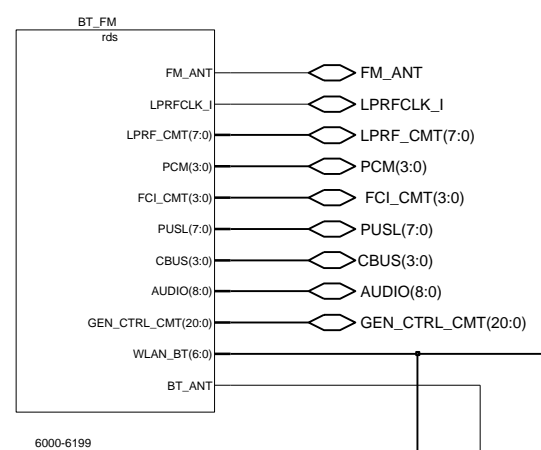 BT_FM
rds
FM_ANT FM_ANT
LPRFCLK_I LPRFCLK_I
LPRF_CMT(7:0) LPRF_CMT(7:0)
PCM(3:0) PCM(3:0)
FCI_CMT(3:0) FCI_CMT(3:0)
PUSL(7:0) PUSL(7:0)
CBUS(3:0) CBUS(3:0)
AUDIO(8:0) AUDIO(8:0)
GEN_CTRL_CMT(20:0) GEN_CTRL_CMT(20:0)
WLAN_BT(6:0)
BT_ANT
6000-6199